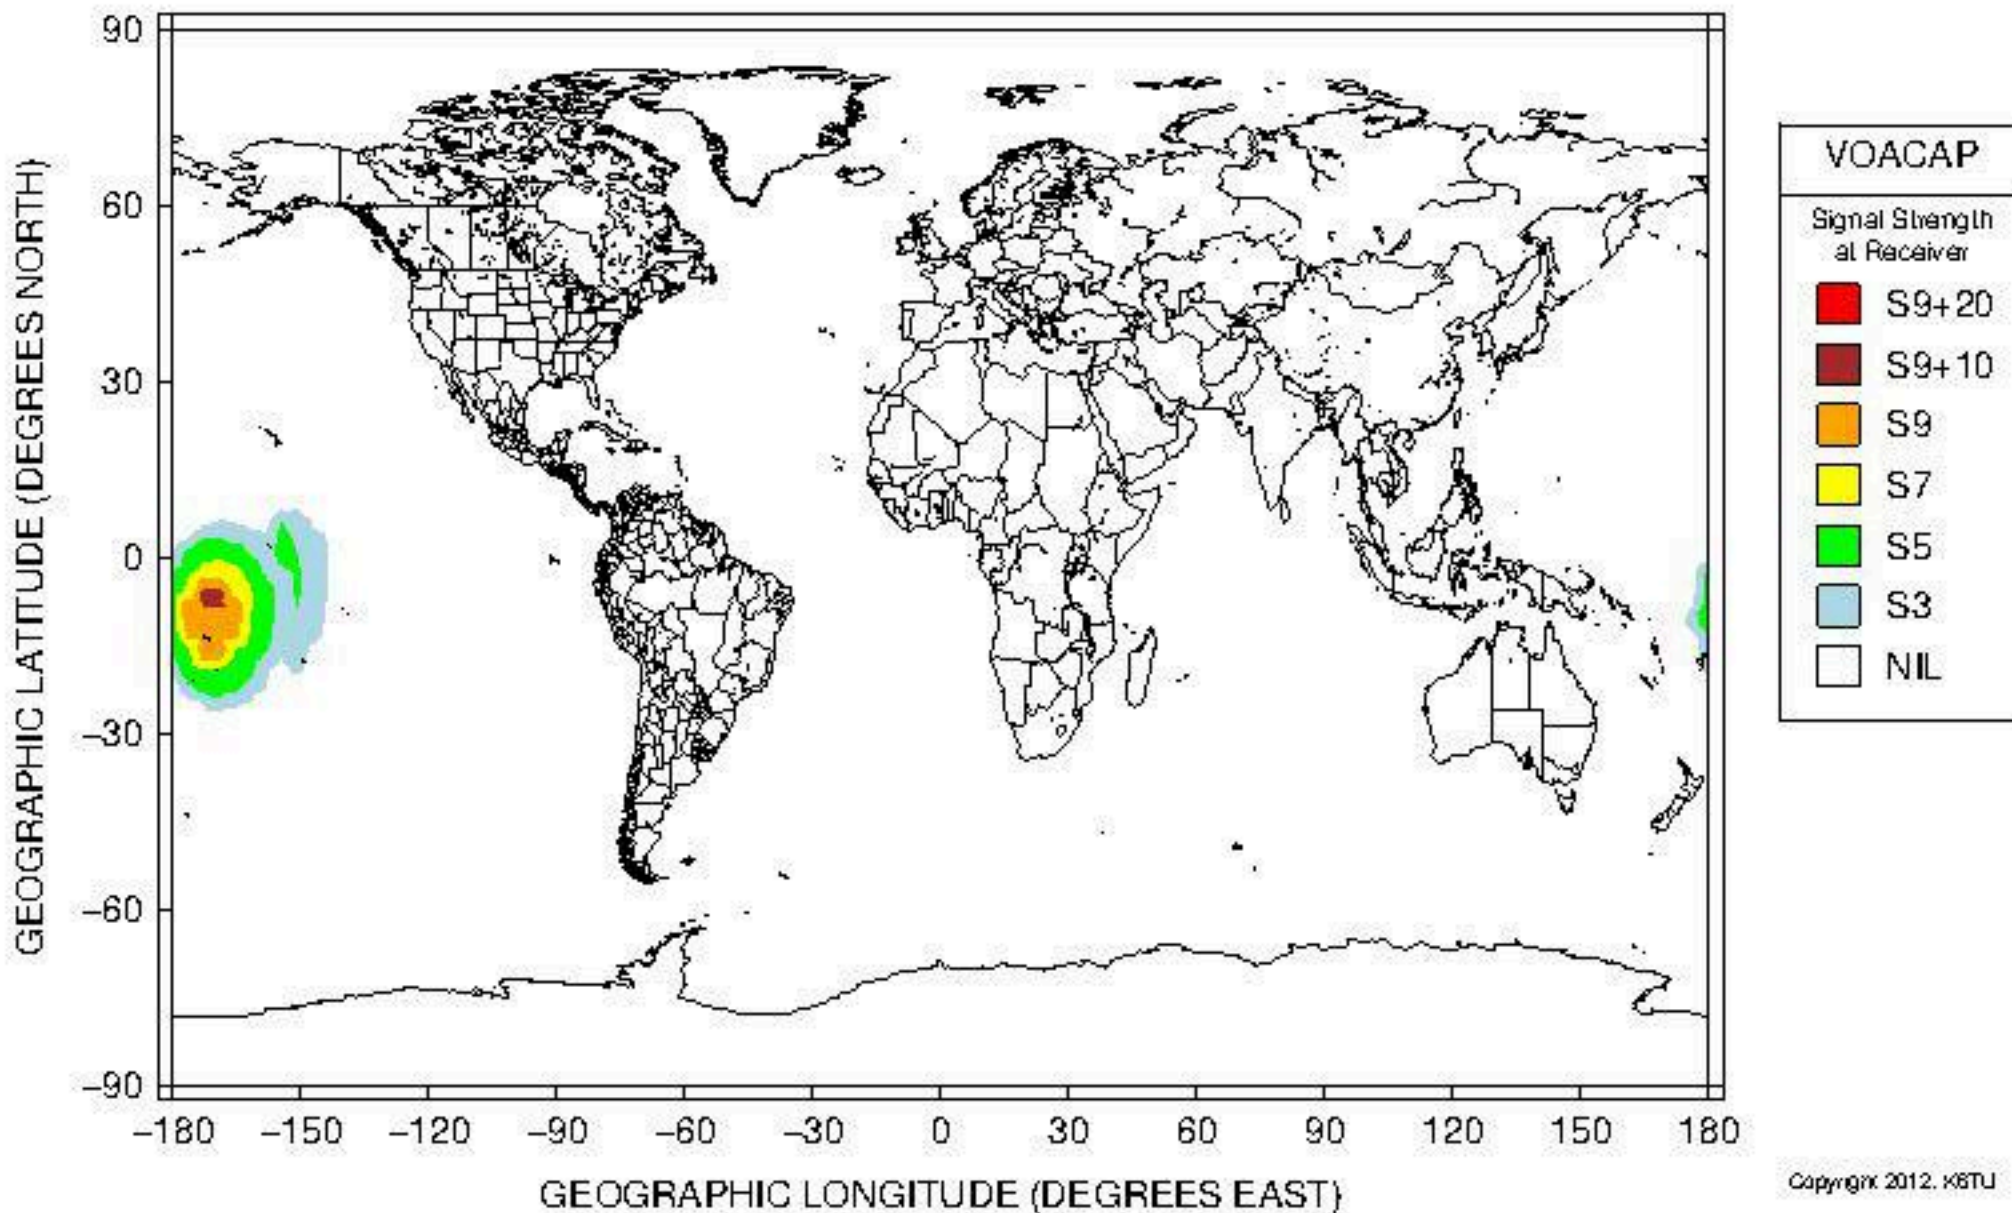 GEOGRAPHIC LATITUDE (DEGREES NORTH)
90
60
30
0
−30
−60
−90
−180 −150 −120 −90 −60 −30 0 30 60 90 120 150 180
GEOGRAPHIC LONGITUDE (DEGREES EAST)
VOACAP
Signal Strength
at Receiver
S9+20
S9+10
S9
S7
S5
S3
NIL
Copyright 2012, K6TU